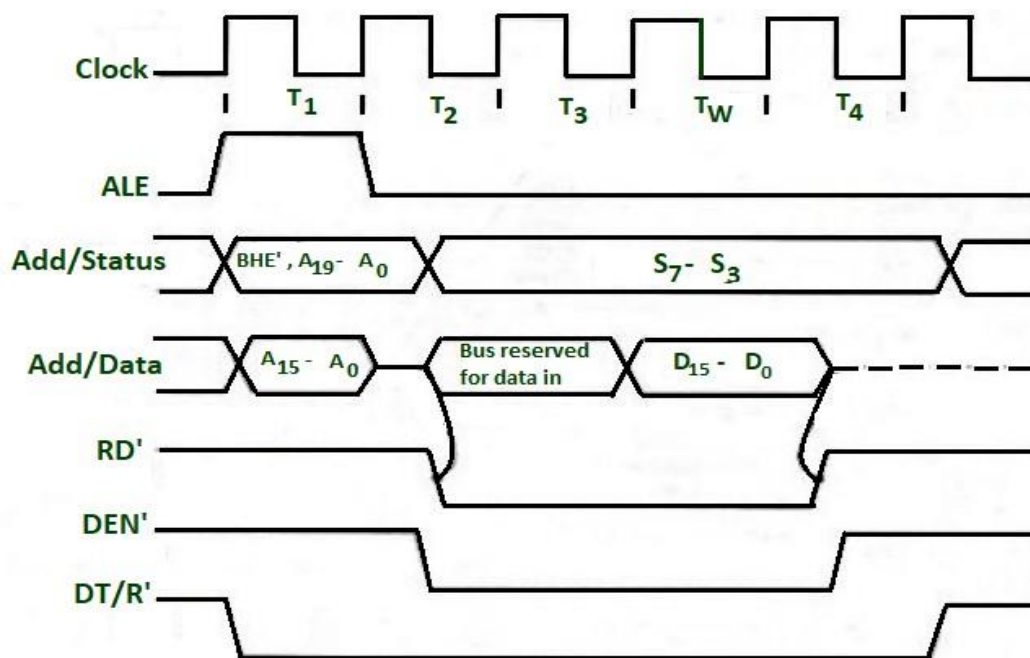 Clock
T1 T2 T3 TW T4
ALE
Add/Status BHE', A19 - A0 S7 - S3
Add/Data A15 - A0 Bus reserved
for data in D15 - D0
RD'
DEN'
DT/R'